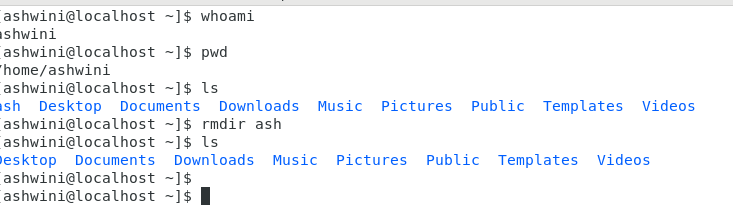 [ashwini@localhost ~]$ whoami
ashwini
[ashwini@localhost ~]$ pwd
/home/ashwini
[ashwini@localhost ~]$ ls
ash Desktop Documents Downloads Music Pictures Public Templates Videos
[ashwini@localhost ~]$ rmdir ash
[ashwini@localhost ~]$ ls
Desktop Documents Downloads Music Pictures Public Templates Videos
[ashwini@localhost ~]$
[ashwini@localhost ~]$